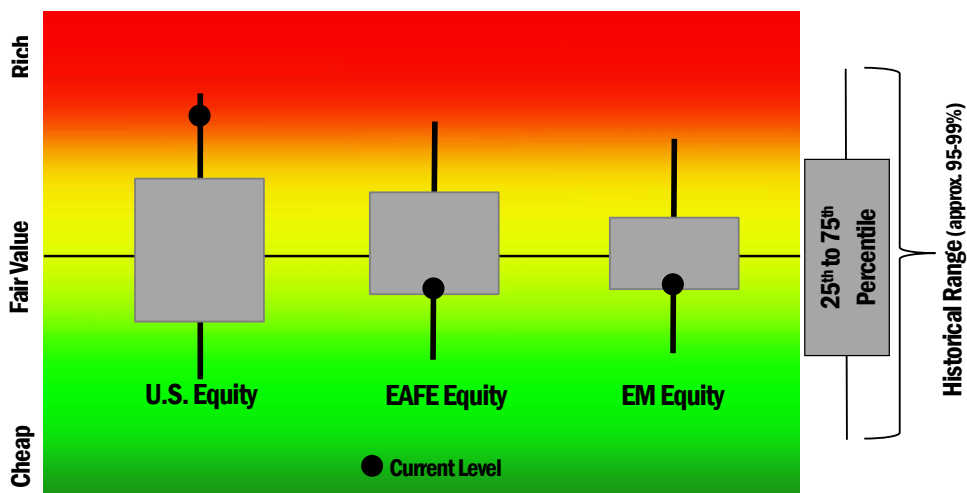 Rich
Fair Value
Cheap
U.S. Equity
EAFE Equity
EM Equity
Current Level
25th to 75th
Percentile
Historical Range (approx. 95-99%)